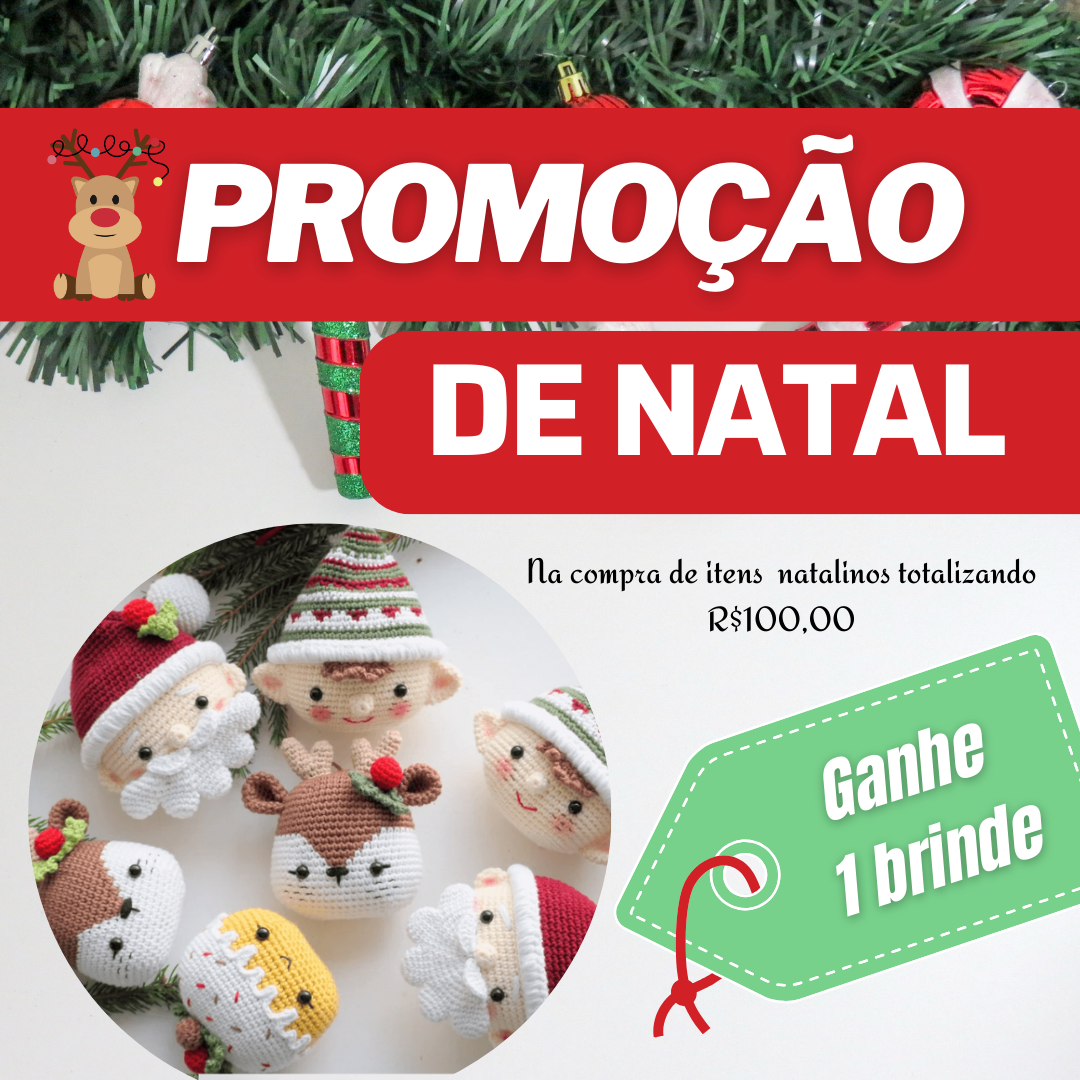 PROMOÇÃO
DE NATAL
Na compra de itens natalinos totalizando
R$100,00
Ganhe
1 brinde